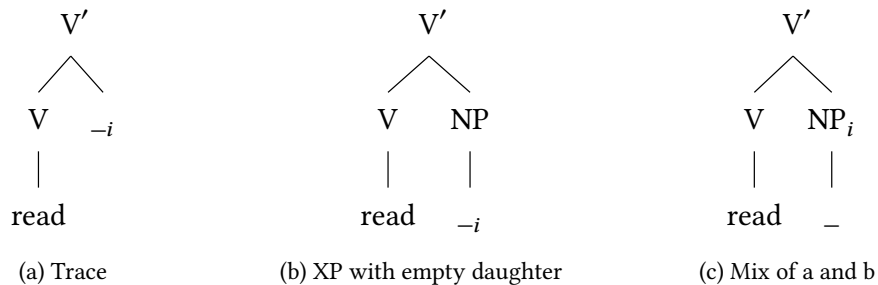 V′ V′ V′
V _i V NP V NP_i
read read _i read _
(a) Trace (b) XP with empty daughter (c) Mix of a and b